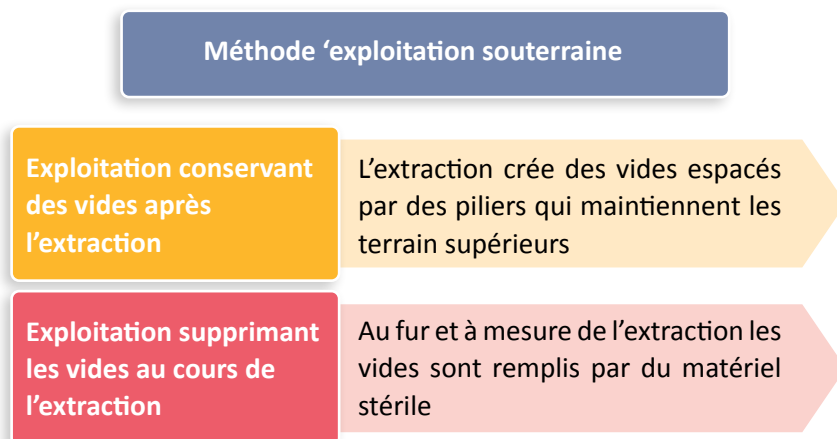 Méthode ‘exploitation souterraine
Exploitation conservant
des vides après
l’extraction
L’extraction crée des vides espacés
par des piliers qui maintiennent les
terrain supérieurs
Exploitation supprimant
les vides au cours de
l’extraction
Au fur et à mesure de l’extraction les
vides sont remplis par du matériel
stérile